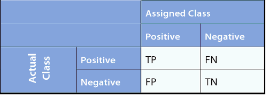 Assigned Class
Positive Negative
Actual Class
Positive TP FN
Negative FP TN